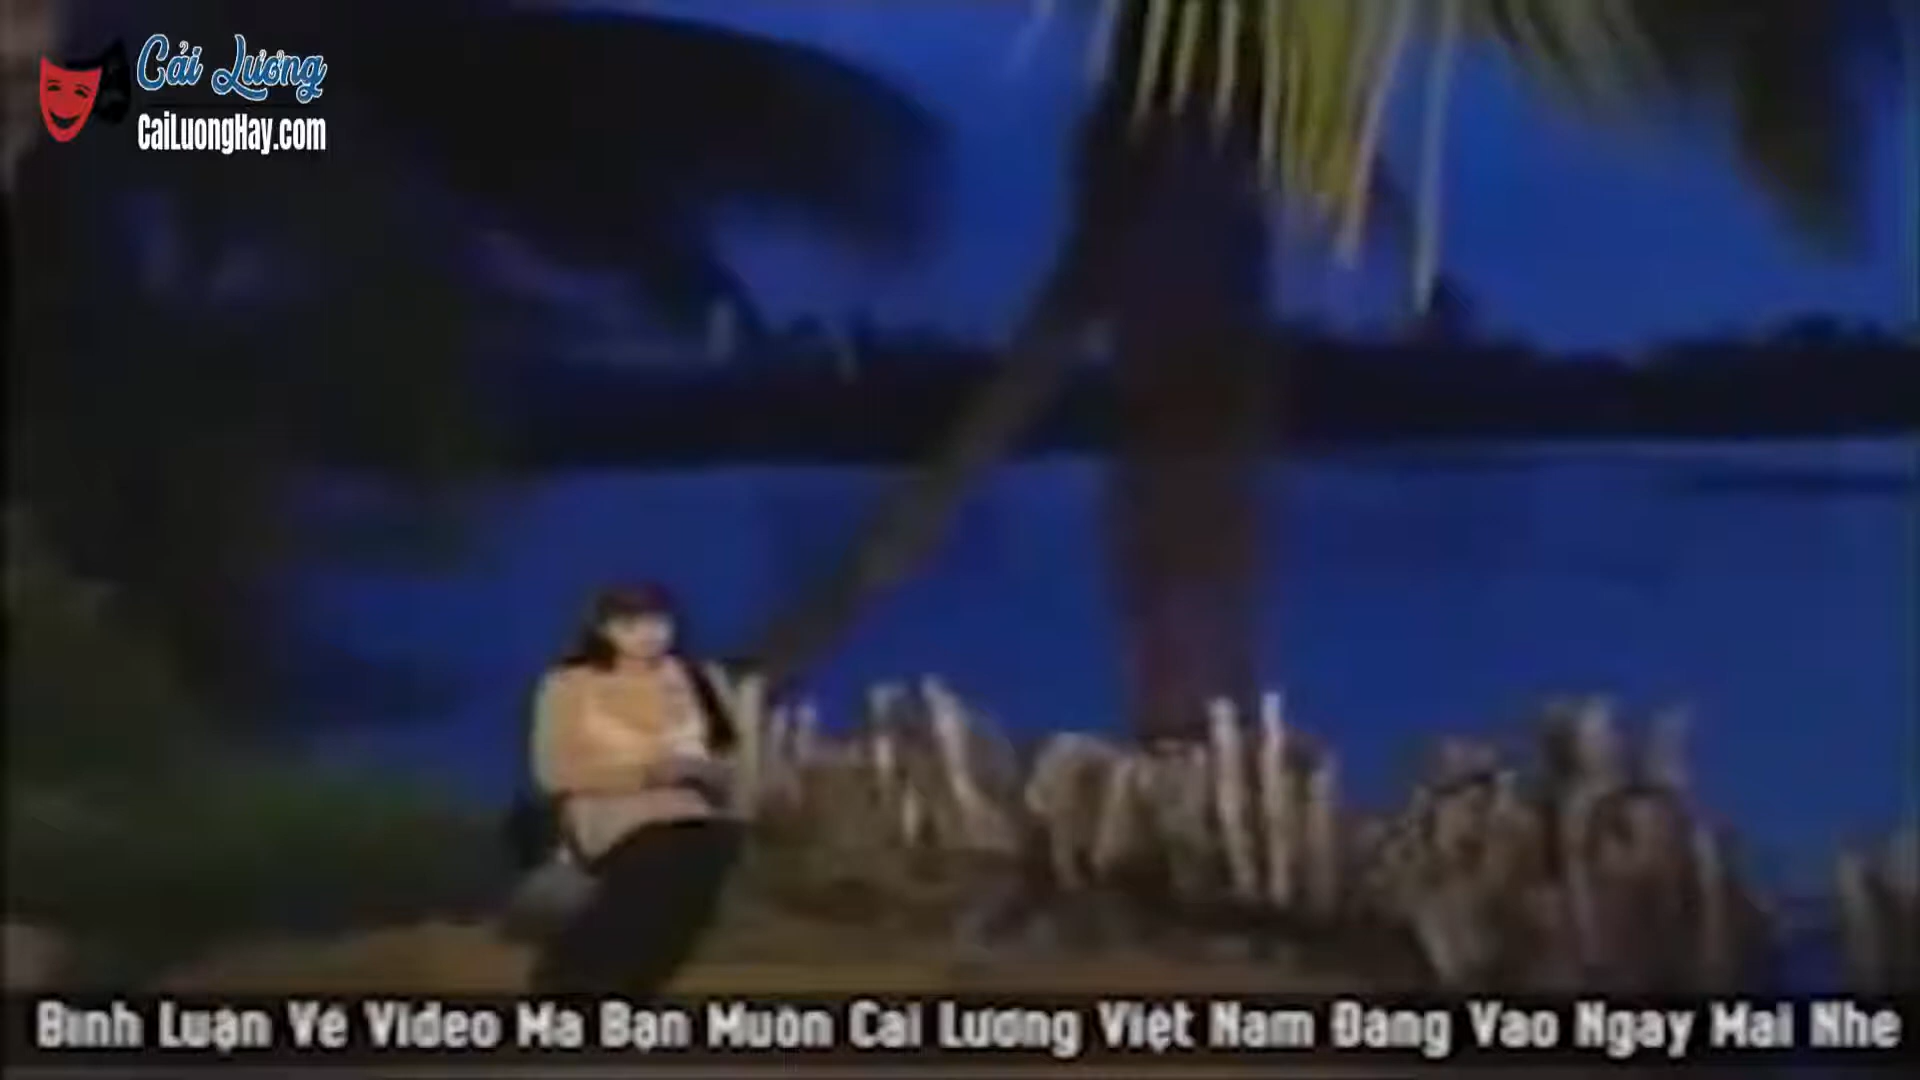 Cải Lương
CaiLuongHay.com
Bình Luận Về Video Mà Bạn Muốn Cải Lương Việt Nam Đăng Vào Ngày Mai Nhé